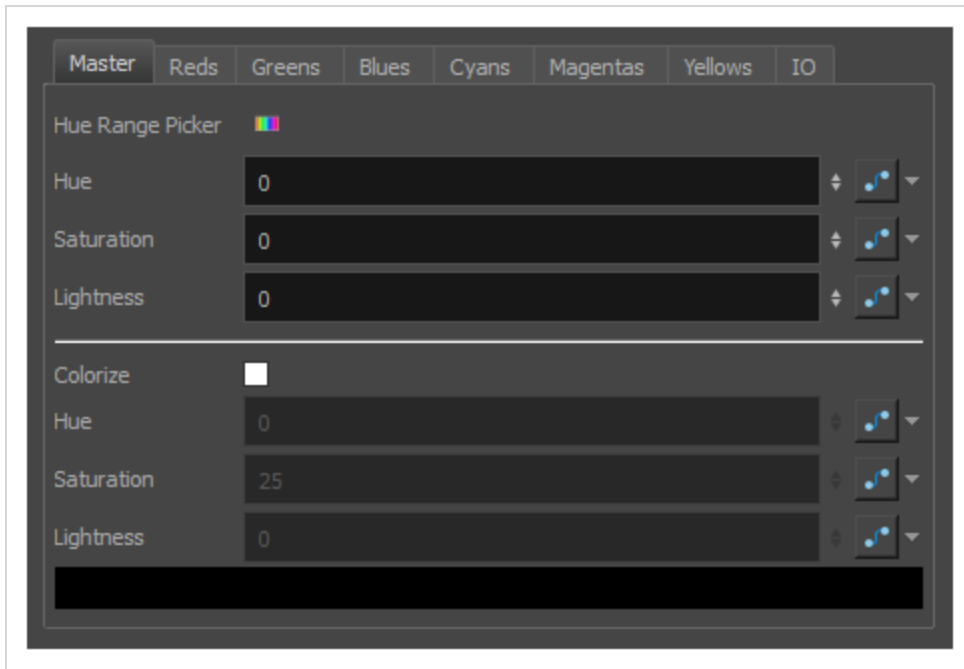 Master Reds Greens Blues Cyans Magentas Yellows IO
Hue Range Picker
Hue 0
Saturation 0
Lightness 0
Colorize
Hue 0
Saturation 25
Lightness 0